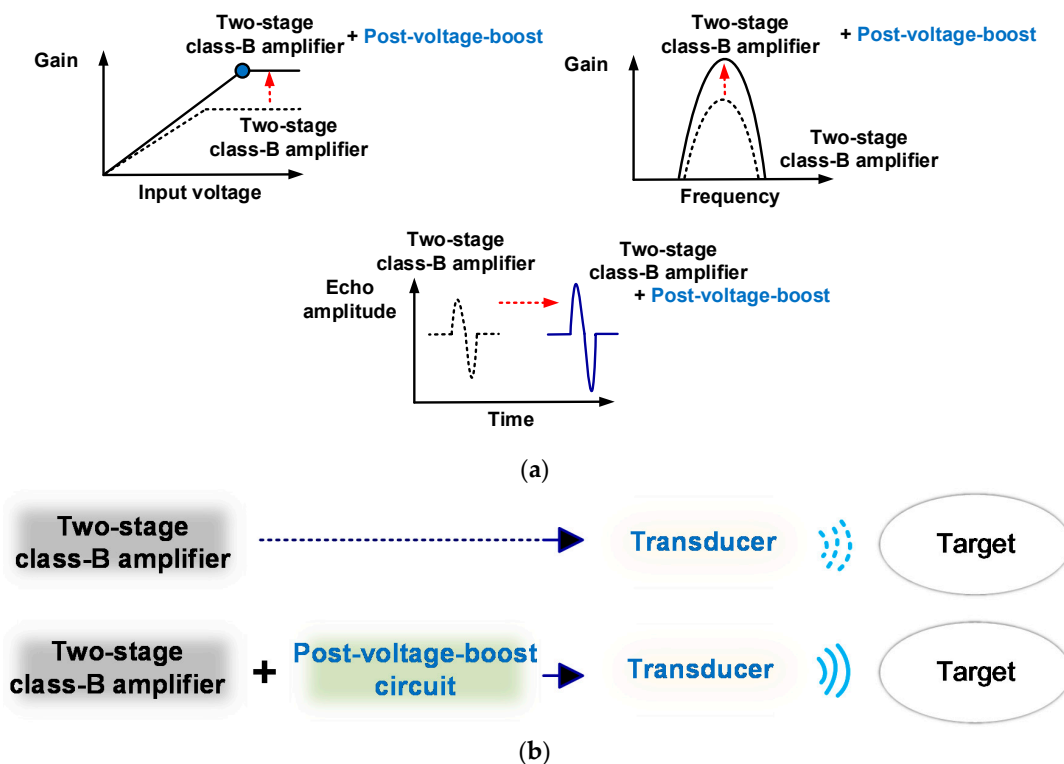 Two-stage
class-B amplifier + Post-voltage-boost
Gain
Two-stage
class-B amplifier
Input voltage
Two-stage
class-B amplifier + Post-voltage-boost
Gain
Two-stage
class-B amplifier
Frequency
Two-stage
class-B amplifier
Two-stage
class-B amplifier
+ Post-voltage-boost
Echo
amplitude
Time
(a)
Two-stage
class-B amplifier
Transducer
Target
Two-stage
class-B amplifier
+
Post-voltage-boost
circuit
Transducer
Target
(b)